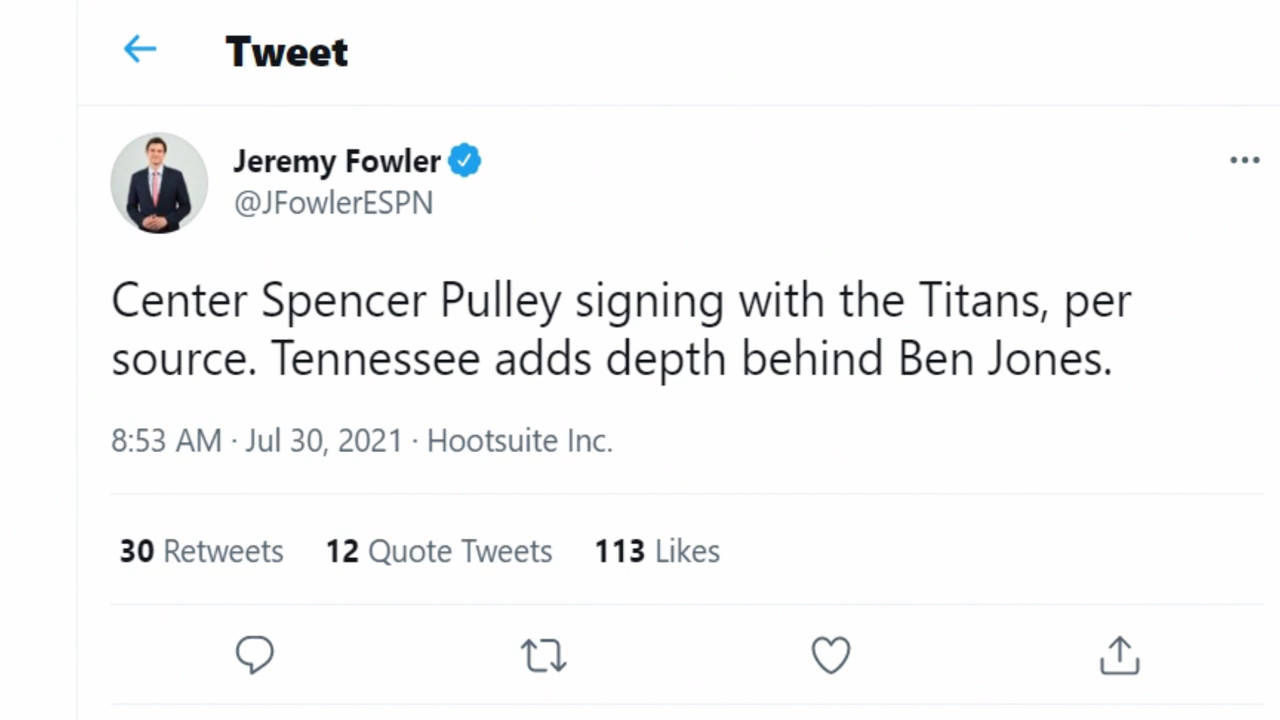 Tweet
Jeremy Fowler
@JFowlerESPN
Center Spencer Pulley signing with the Titans, per
source. Tennessee adds depth behind Ben Jones.
8:53 AM · Jul 30, 2021 · Hootsuite Inc.
30 Retweets 12 Quote Tweets 113 Likes